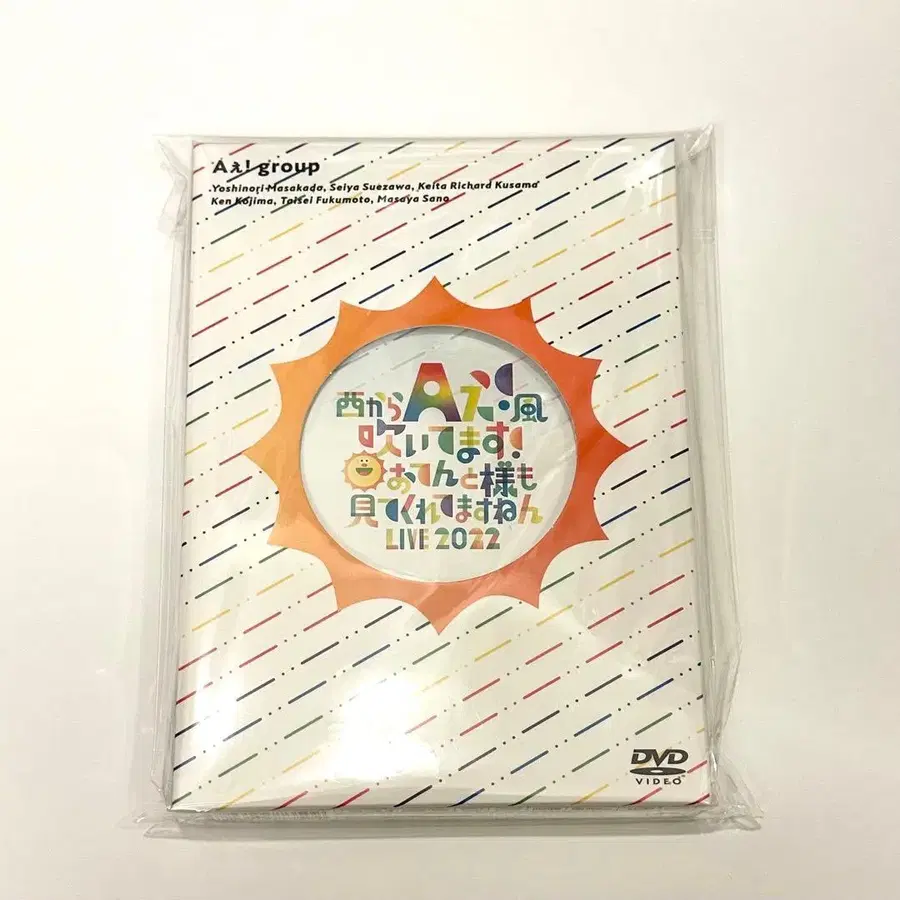 Aぇ! group
Yoshinori Masakado, Seiya Suezawa, Keita Richard Kusama
Ken Kojima, Taisei Fukumoto, Masaya Sano
西からAぇ!風
吹いてます!
おてんと様も
見てくれてますねん
LIVE 2022
DVD
VIDEO